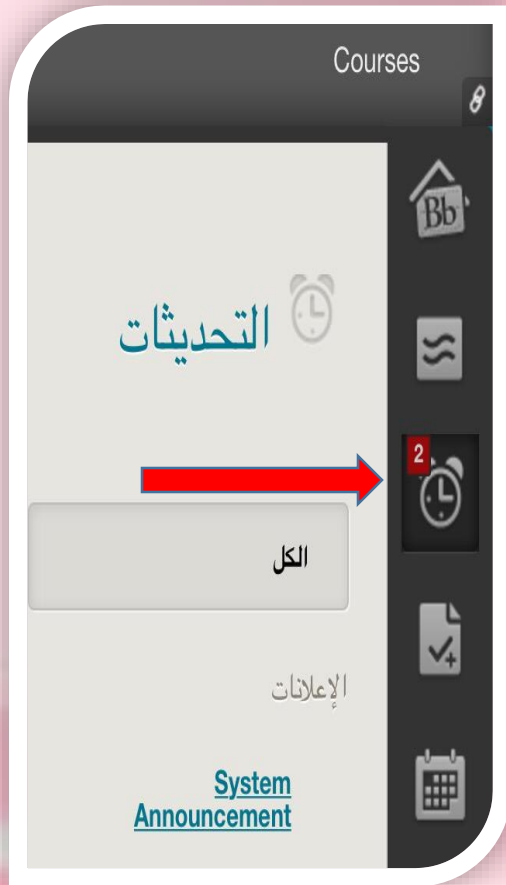 Courses
Bb
التحديثات
2
الكل
الإعلانات
System
Announcement